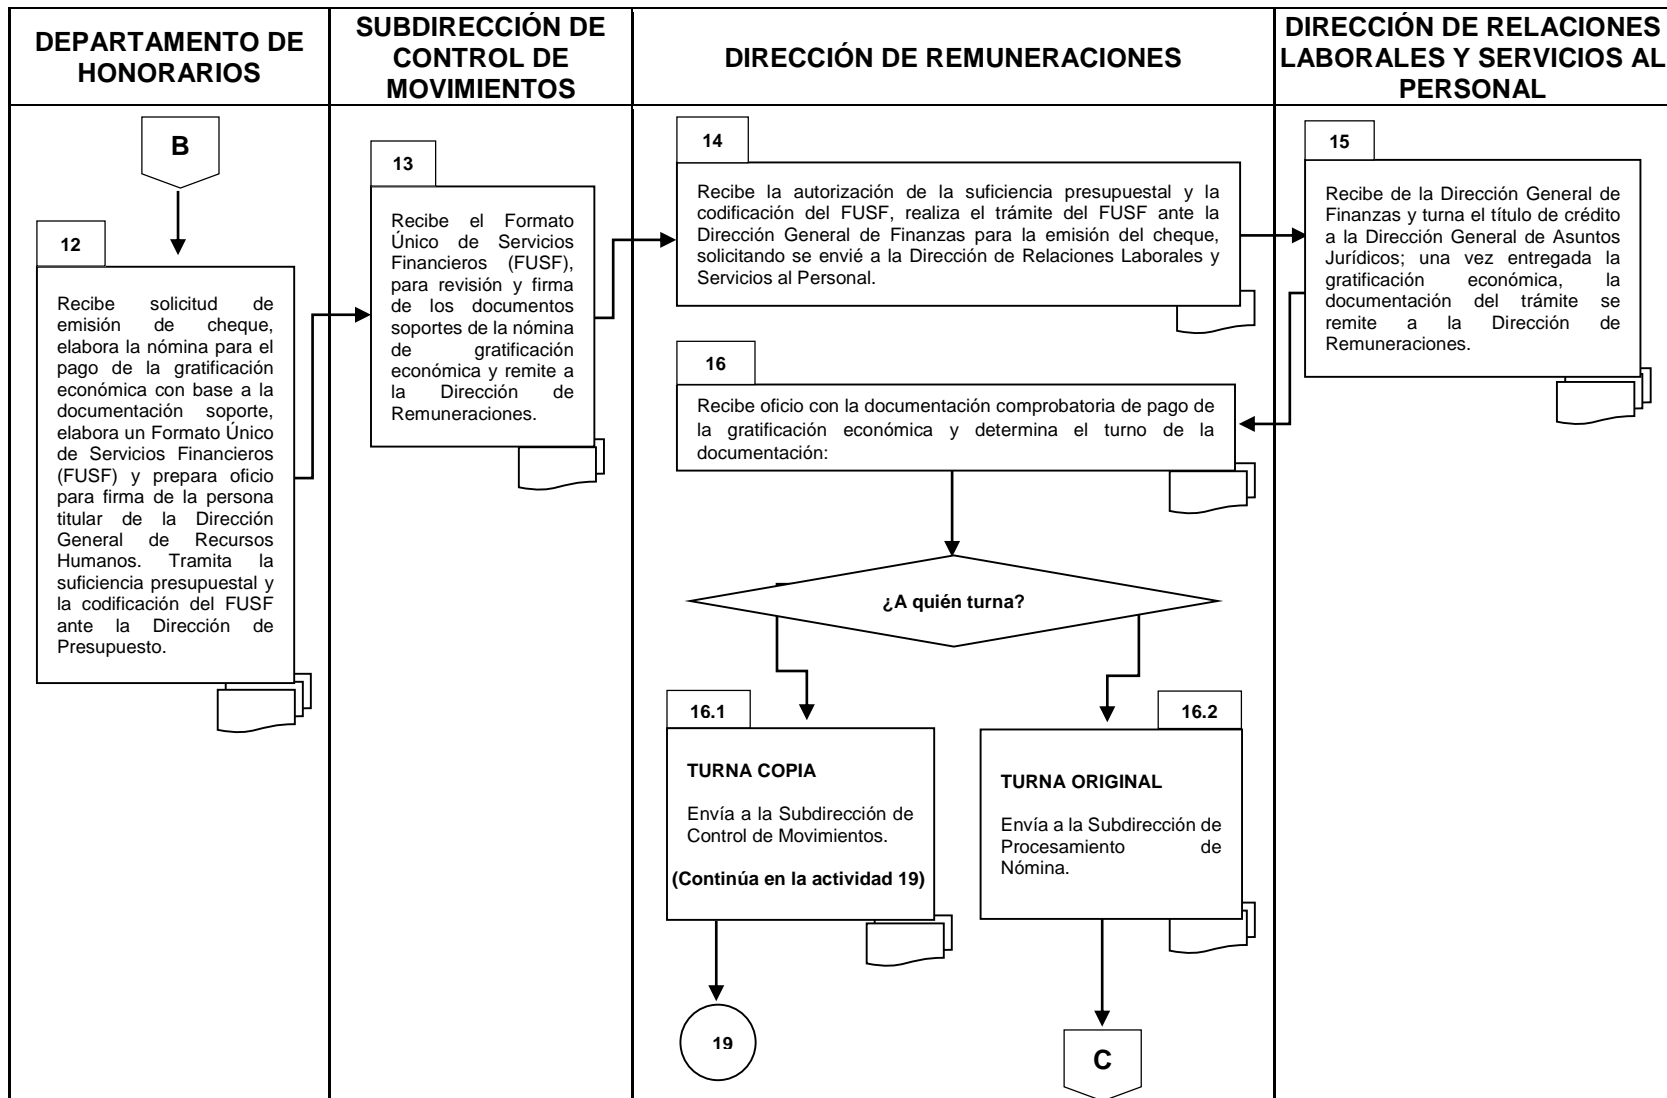 DEPARTAMENTO DE
HONORARIOS
SUBDIRECCIÓN DE
CONTROL DE
MOVIMIENTOS
DIRECCIÓN DE REMUNERACIONES
DIRECCIÓN DE RELACIONES
LABORALES Y SERVICIOS AL
PERSONAL
B
12
Recibe solicitud de
emisión de cheque,
elabora la nómina para el
pago de la gratificación
económica con base a la
documentación soporte,
elabora un Formato Único
de Servicios Financieros
(FUSF) y prepara oficio
para firma de la persona
titular de la Dirección
General de Recursos
Humanos. Tramita la
suficiencia presupuestal y
la codificación del FUSF
ante la Dirección de
Presupuesto.
13
Recibe el Formato
Único de Servicios
Financieros (FUSF),
para revisión y firma
de los documentos
soportes de la nómina
de gratificación
económica y remite a
la Dirección de
Remuneraciones.
14
Recibe la autorización de la suficiencia presupuestal y la
codificación del FUSF, realiza el trámite del FUSF ante la
Dirección General de Finanzas para la emisión del cheque,
solicitando se envié a la Dirección de Relaciones Laborales y
Servicios al Personal.
15
Recibe de la Dirección General de
Finanzas y turna el título de crédito
a la Dirección General de Asuntos
Jurídicos; una vez entregada la
gratificación económica, la
documentación del trámite se
remite a la Dirección de
Remuneraciones.
16
Recibe oficio con la documentación comprobatoria de pago de
la gratificación económica y determina el turno de la
documentación:
¿A quién turna?
16.1
TURNA COPIA
Envía a la Subdirección de
Control de Movimientos.
(Continúa en la actividad 19)
19
16.2
TURNA ORIGINAL
Envía a la Subdirección de
Procesamiento de
Nómina.
C